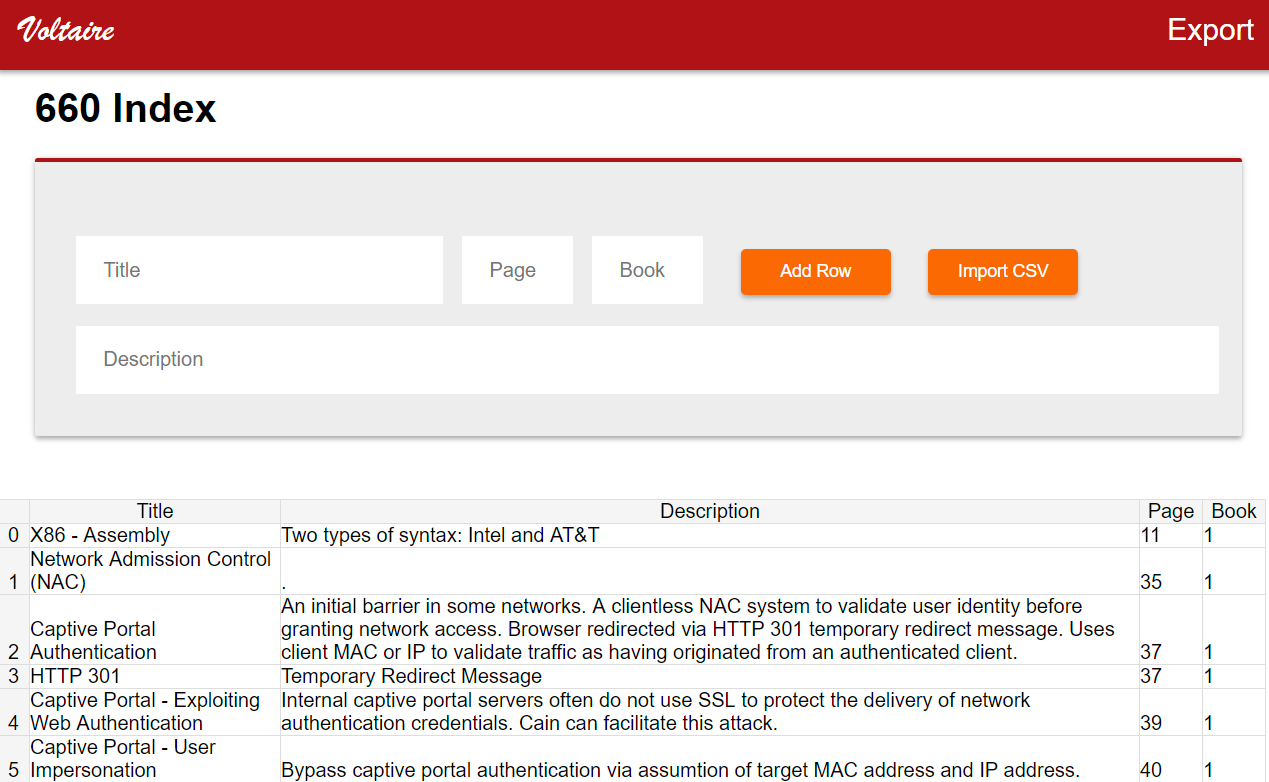 Voltaire
Export
660 Index
Title
Page
Book
Add Row
Import CSV
Description
Title Description Page Book
0 X86 - Assembly Two types of syntax: Intel and AT&T 11 1
Network Admission Control
1 (NAC) . 35 1
An initial barrier in some networks. A clientless NAC system to validate user identity before
Captive Portal granting network access. Browser redirected via HTTP 301 temporary redirect message. Uses
2 Authentication client MAC or IP to validate traffic as having originated from an authenticated client. 37 1
3 HTTP 301 Temporary Redirect Message 37 1
Captive Portal - Exploiting Internal captive portal servers often do not use SSL to protect the delivery of network
4 Web Authentication authentication credentials. Cain can facilitate this attack. 39 1
Captive Portal - User
5 Impersonation Bypass captive portal authentication via assumtion of target MAC address and IP address. 40 1